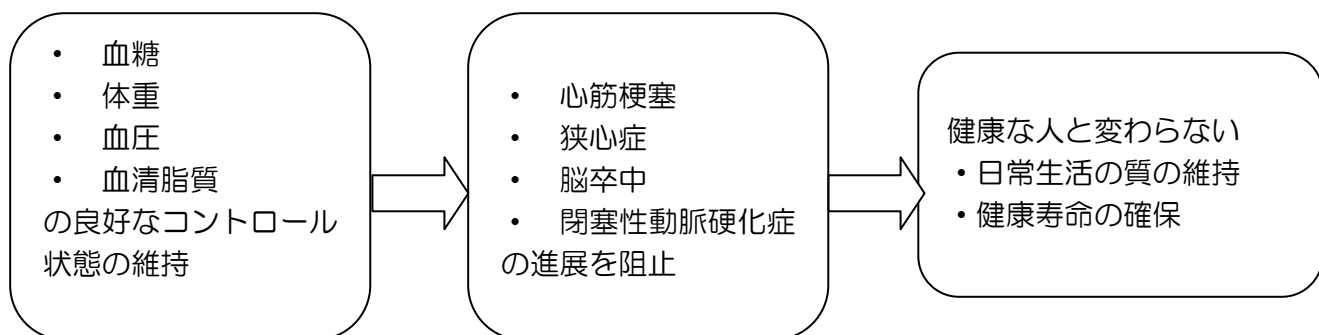 ・ 血糖
・ 体重
・ 血圧
・ 血清脂質
の良好なコントロール
状態の維持
・ 心筋梗塞
・ 狭心症
・ 脳卒中
・ 閉塞性動脈硬化症
の進展を阻止
健康な人と変わらない
・日常生活の質の維持
・健康寿命の確保